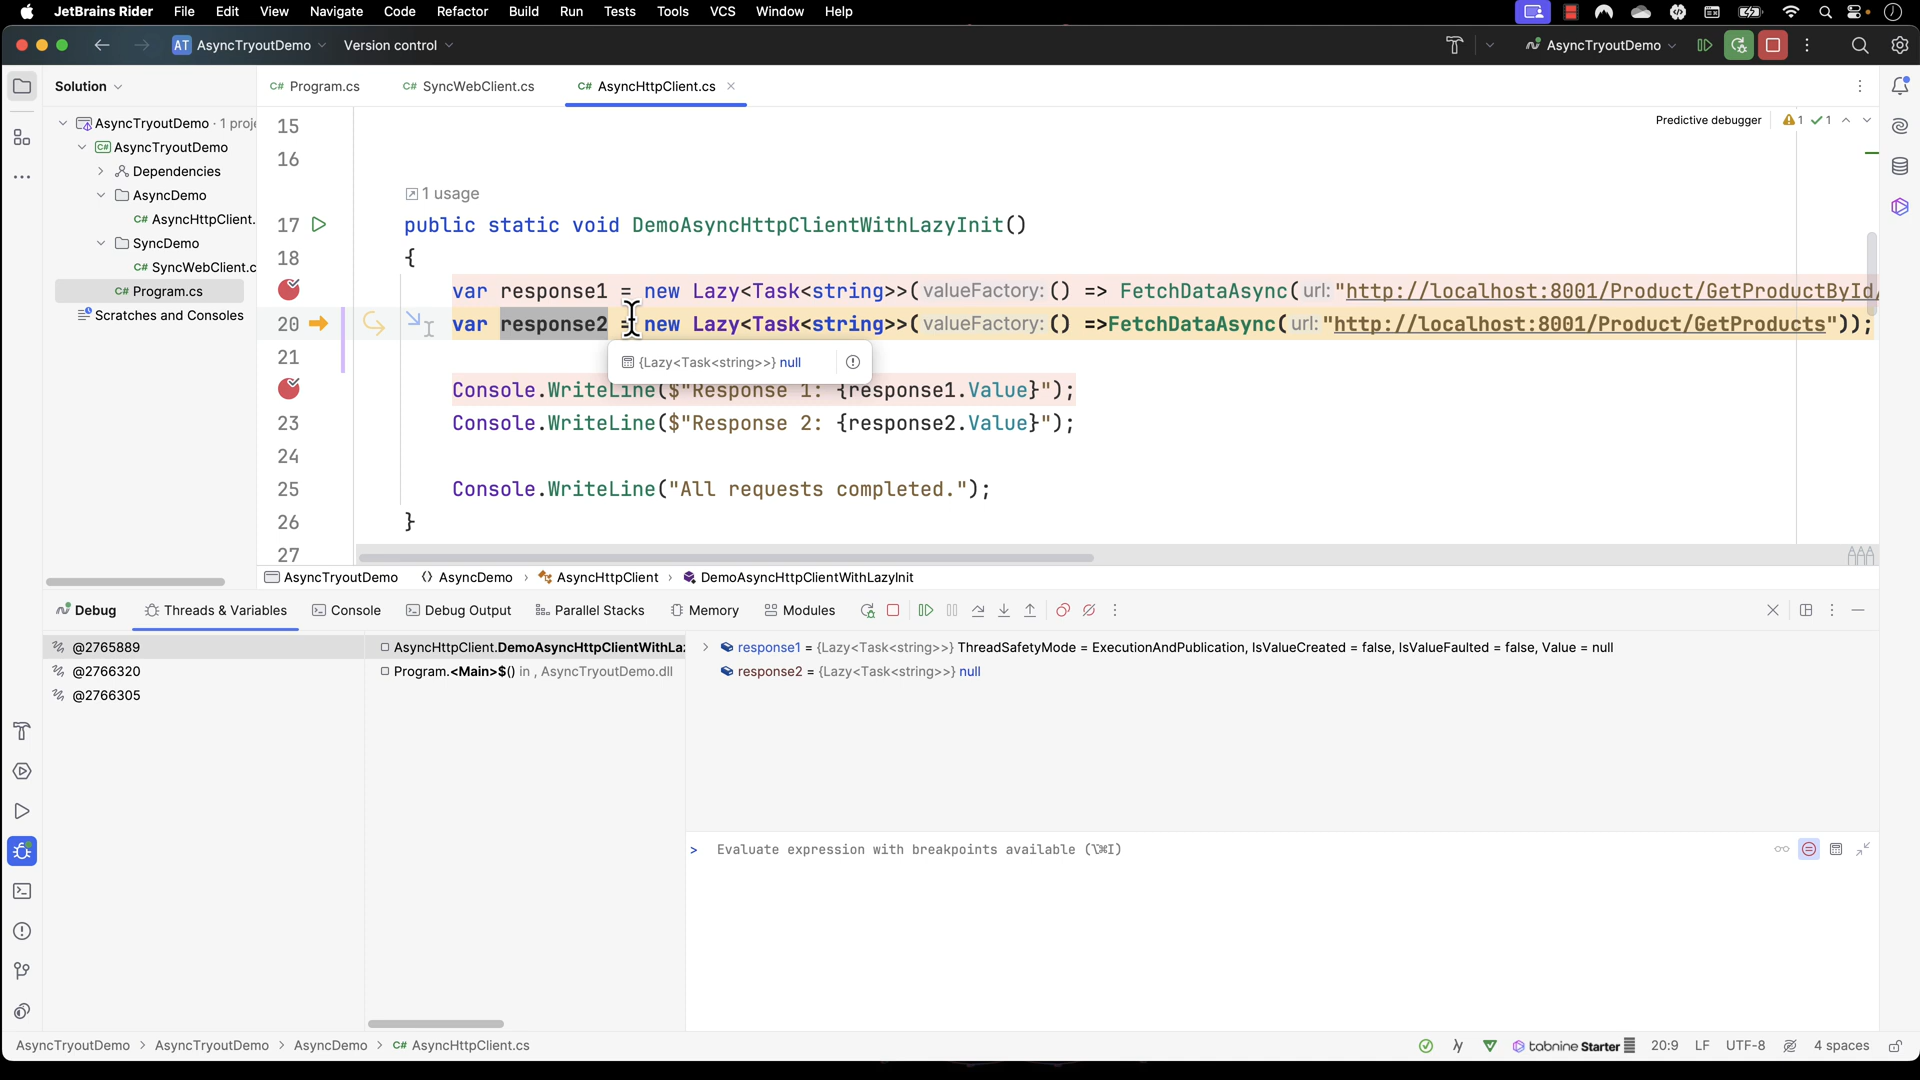 JetBrains Rider File Edit View Navigate Code Refactor Build Run Tests Tools VCS Window Help
AT AsyncTryoutDemo Version control AsyncTryoutDemo
Solution
C# Program.cs C# SyncWebClient.cs C# AsyncHttpClient.cs
AsyncTryoutDemo · 1 proje
AsyncTryoutDemo
Dependencies
AsyncDemo
C# AsyncHttpClient.
SyncDemo
C# SyncWebClient.c
C# Program.cs
Scratches and Consoles
Predictive debugger 1 1
15
16
1 usage
17 public static void DemoAsyncHttpClientWithLazyInit()
18 {
var response1 = new Lazy<Task<string>>(valueFactory: () => FetchDataAsync(url: "http://localhost:8001/Product/GetProductById/
20 var response2 = new Lazy<Task<string>>(valueFactory: () =>FetchDataAsync(url: "http://localhost:8001/Product/GetProducts"));
21
{Lazy<Task<string>>} null
Console.WriteLine($"Response 1: {response1.Value}");
23 Console.WriteLine($"Response 2: {response2.Value}");
24
25 Console.WriteLine("All requests completed.");
26 }
27
AsyncTryoutDemo AsyncDemo › AsyncHttpClient › DemoAsyncHttpClientWithLazyInit
Debug Threads & Variables Console Debug Output Parallel Stacks Memory Modules
@2765889
@2766320
@2766305
AsyncHttpClient.DemoAsyncHttpClientWithLaz
Program.<Main>$() in , AsyncTryoutDemo.dll
response1 = {Lazy<Task<string>>} ThreadSafetyMode = ExecutionAndPublication, IsValueCreated = false, IsValueFaulted = false, Value = null
response2 = {Lazy<Task<string>>} null
> Evaluate expression with breakpoints available (⌥⌘I)
AsyncTryoutDemo > AsyncTryoutDemo > AsyncDemo > C# AsyncHttpClient.cs tabnine Starter 20:9 LF UTF-8 4 spaces